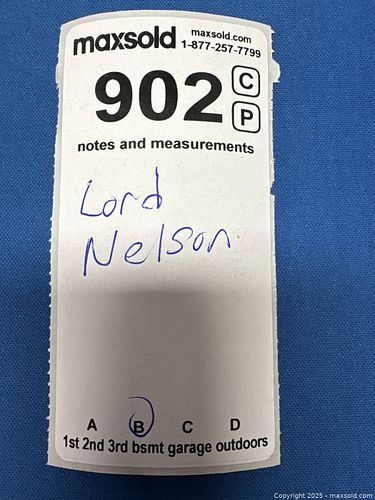 maxsold maxsold.com
1-877-257-7799
902 C
P
notes and measurements
Lord
Nelson.
A B C D
1st 2nd 3rd bsmt garage outdoors
Copyright 2025 - maxsold.com